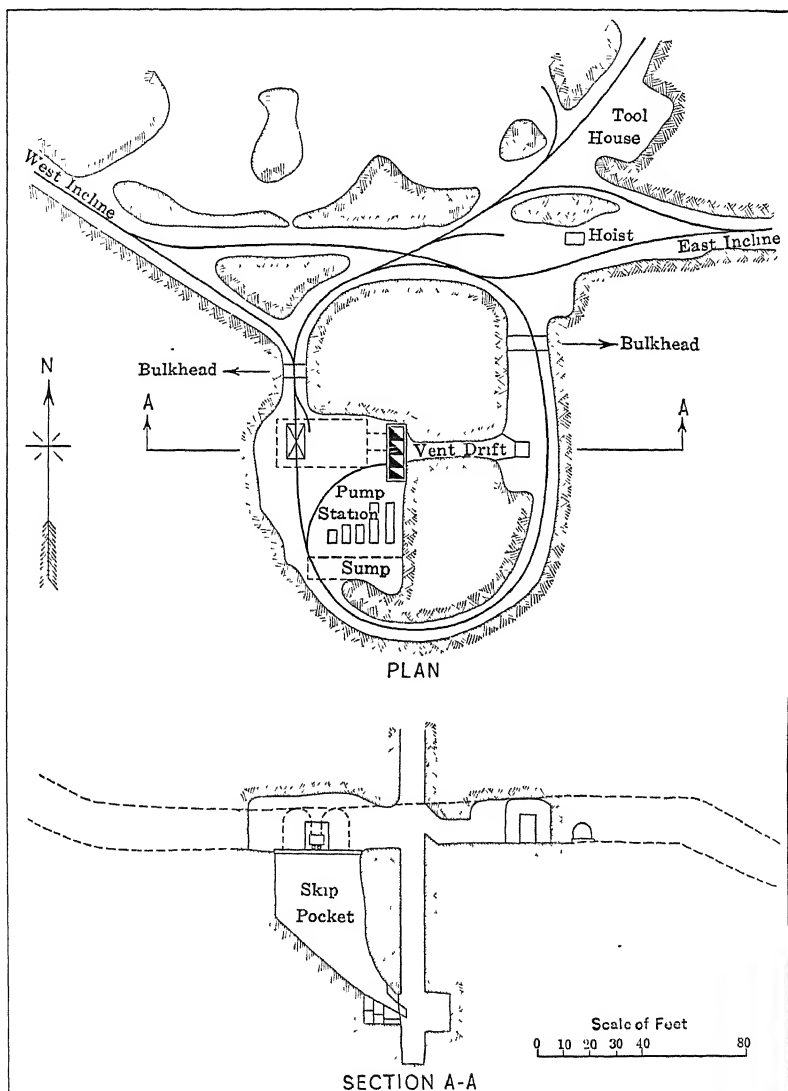 Tool
House
West Incline
Hoist
East Incline
Bulkhead
Bulkhead
N
A
A
Vent Drift
Pump
Station
Sump
PLAN
Skip
Pocket
Scale of Feet
0 10 20 30 40 80
SECTION A-A